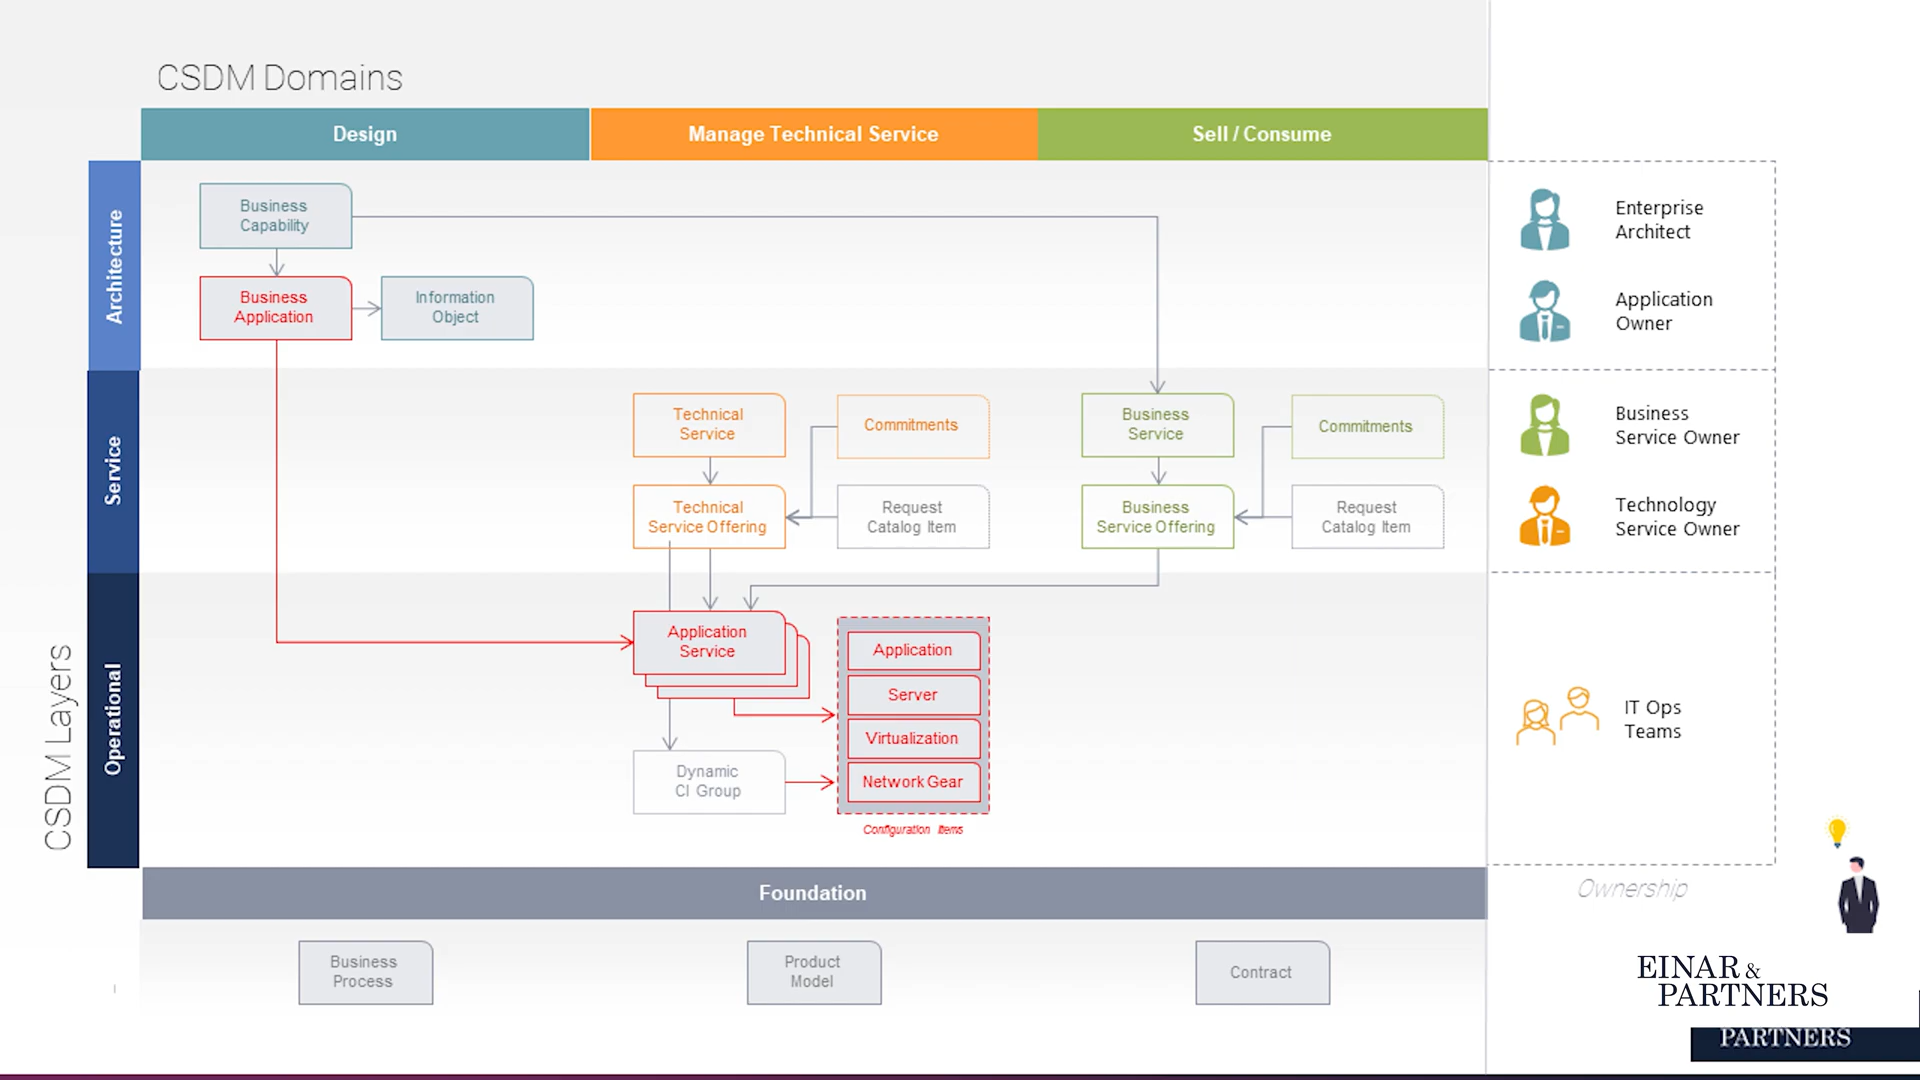 CSDM Domains
Design
Manage Technical Service
Sell / Consume
CSDM Layers
Architecture
Business
Capability
Business
Application
Information
Object
Enterprise
Architect
Application
Owner
Service
Technical
Service
Commitments
Business
Service
Commitments
Technical
Service Offering
Request
Catalog Item
Business
Service Offering
Request
Catalog Item
Business
Service Owner
Technology
Service Owner
Operational
Application
Service
Application
Server
Virtualization
Network Gear
Configuration Items
Dynamic
CI Group
IT Ops
Teams
Ownership
Foundation
Business
Process
Product
Model
Contract
EINAR &
PARTNERS
PARTNERS